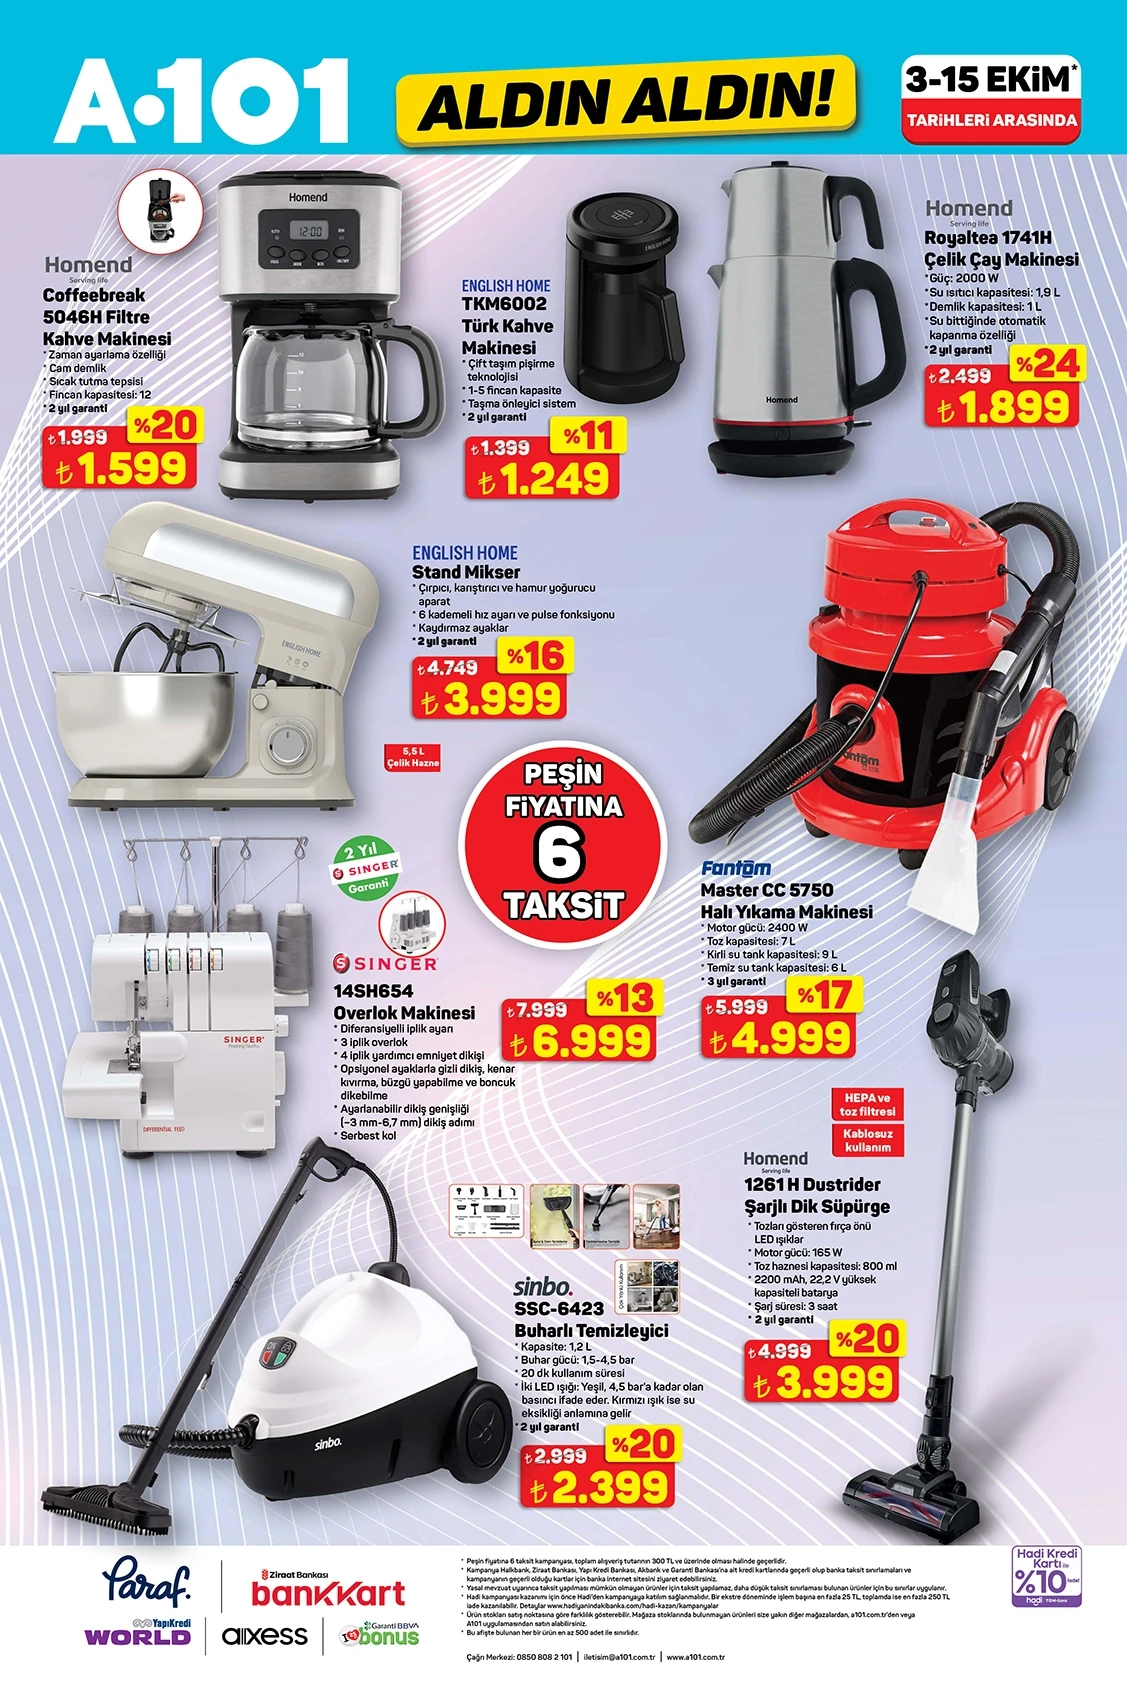 A101
ALDIN ALDIN!
3-15 EKİM*
TARİHLERİ ARASINDA
Homend
Serving life
Coffeebreak
5046H Filtre
Kahve Makinesi
* Zaman ayarlama özelliği
* Cam demlik
* Sıcak tutma tepsisi
* Fincan kapasitesi: 12
* 2 yıl garanti
₺1.999
%20
₺1.599
Homend
12:00
ENGLISH HOME
TKM6002
Türk Kahve
Makinesi
* Çift taşım pişirme
teknolojisi
* 1-5 fincan kapasite
* Taşma önleyici sistem
* 2 yıl garanti
₺1.399
%11
₺1.249
ENGLISH HOME
Homend
Homend
Serving life
Royaltea 1741H
Çelik Çay Makinesi
*Güç: 2000 W
*Su ısıtıcı kapasitesi: 1,9 L
*Demlik kapasitesi: 1 L
*Su bittiğinde otomatik
kapanma özelliği
*2 yıl garanti
₺2.499
%24
₺1.899
ENGLISH HOME
ENGLISH HOME
Stand Mikser
* Çırpıcı, karıştırıcı ve hamur yoğurucu
aparat
* 6 kademeli hız ayarı ve pulse fonksiyonu
* Kaydırmaz ayaklar
* 2 yıl garanti
₺4.749
%16
₺3.999
5,5 L
Çelik Hazne
PEŞİN
FİYATINA
6
TAKSİT
Fantom
CC 5750
Fantom
Master CC 5750
Halı Yıkama Makinesi
* Motor gücü: 2400 W
* Toz kapasitesi: 7 L
* Kirli su tank kapasitesi: 9 L
* Temiz su tank kapasitesi: 6 L
* 3 yıl garanti
₺5.999
%17
₺4.999
2 Yıl
SINGER
Garanti
SINGER
14SH654
Overlok Makinesi
* Diferansiyelli iplik ayarı
* 3 iplik overlok
* 4 iplik yardımcı emniyet dikişi
* Opsiyonel ayaklarla gizli dikiş, kenar
kıvırma, büzgü yapabilme ve boncuk
dikebilme
* Ayarlanabilir dikiş genişliği
(~3 mm-6,7 mm) dikiş adımı
* Serbest kol
₺7.999
%13
₺6.999
SINGER
DIFFERENTIAL FEED
HEPA ve
toz filtresi
Kablosuz
kullanım
Homend
Serving life
1261 H Dustrider
Şarjlı Dik Süpürge
* Tozları gösteren fırça önü
LED ışıklar
* Motor gücü: 165 W
* Toz haznesi kapasitesi: 800 ml
* 2200 mAh, 22,2 V yüksek
kapasiteli batarya
* Şarj süresi: 3 saat
* 2 yıl garanti
₺4.999
%20
₺3.999
Çok Yönlü Kullanım
sinbo.
SSC-6423
Buharlı Temizleyici
* Kapasite: 1,2 L
* Buhar gücü: 1,5-4,5 bar
* 20 dk kullanım süresi
* İki LED ışığı: Yeşil, 4,5 bar'a kadar olan
basıncı ifade eder. Kırmızı ışık ise su
eksikliği anlamına gelir
* 2 yıl garanti
₺2.999
%20
₺2.399
sinbo.
Paraf.
Ziraat Bankası
bankkart
YapıKredi
WORLD
axess
Garanti BBVA
bonus
* Peşin fiyatına 6 taksit kampanyası, toplam alışveriş tutarının 300 TL ve üzerinde olması halinde geçerlidir.
* Kampanya Halkbank, Ziraat Bankası, Yapı Kredi Bankası, Akbank ve Garanti Bankası'na ait kredi kartlarında geçerli olup banka taksit sınırlamaları ve
kampanyanın geçerli olduğu kartlar için banka internet sitesini ziyaret edebilirsiniz.
* Yasal mevzuat uyarınca taksit yapılması mümkün olmayan ürünler için taksit yapılamaz, daha düşük taksit sınırlaması bulunan ürünler için bu sınırlar uygulanır.
* Hadi kampanyası kazanımı için önce Hadi'den kampanyaya katılım sağlanmalıdır. Bir ekstre döneminde işlem başına en fazla 25 TL, toplamda ise en fazla 250 TL
iade kazanılabilir. Detaylar www.hadiyanindakibanka.com/hadi-kazan/kampanyalar
* Ürün stokları satış noktasına göre farklılık gösterebilir. Mağaza stoklarında bulunmayan ürünleri size yakın diğer mağazalardan, a101.com.tr'den veya
A101 uygulamasından satın alabilirsiniz.
* Bu afişte bulunan her bir ürün en az 500 adet ile sınırlıdır.
Çağrı Merkezi: 0850 808 2 101 | iletisim@a101.com.tr | www.a101.com.tr
Hadi Kredi
Kartı ile
%10 iade!
hadi